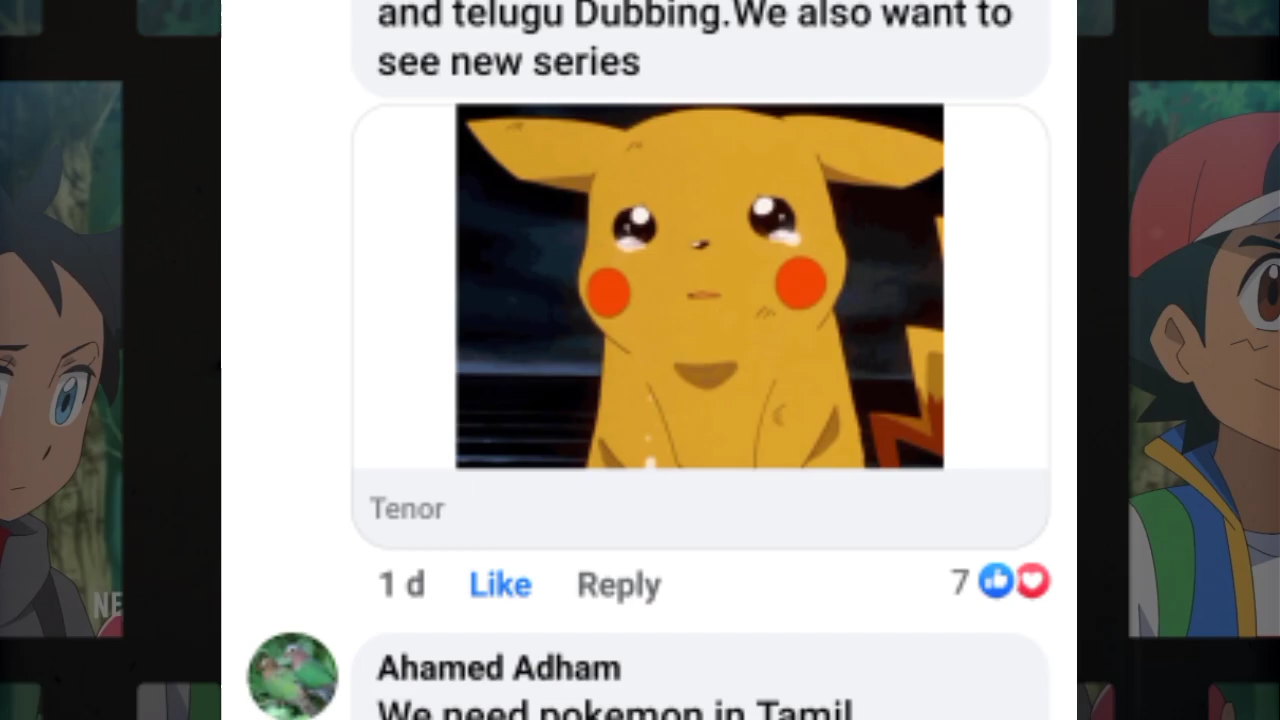 and telugu Dubbing.We also want to
see new series
Tenor
1 d Like Reply 7
NE
Ahamed Adham
We need pokemon in Tamil